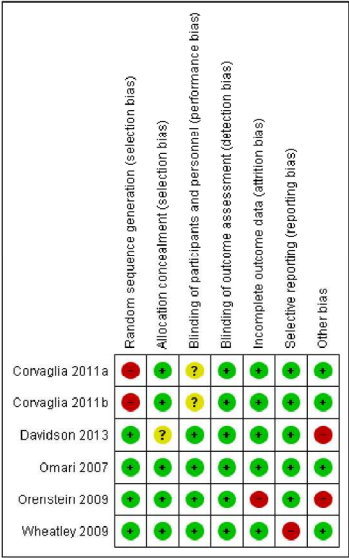 Random sequence generation (selection bias)
Allocation concealment (selection bias)
Blinding of participants and personnel (performance bias)
Blinding of outcome assessment (detection bias)
Incomplete outcome data (attrition bias)
Selective reporting (reporting bias)
Other bias
Corvaglia 2011a - + ? + + + +
Corvaglia 2011b - + ? + + + +
Davidson 2013 + ? + + + + -
Omari 2007 + + + + + + +
Orenstein 2009 + + + + - + -
Wheatley 2009 + + + + + - +